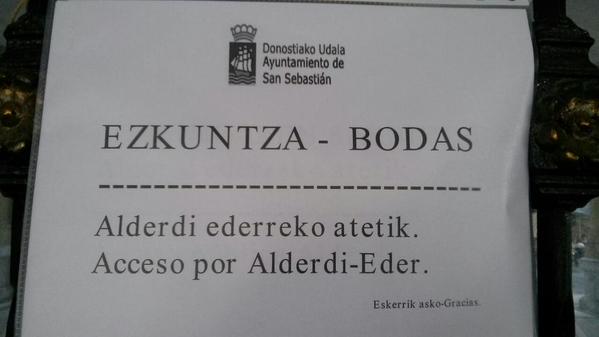 Donostiako Udala
Ayuntamiento de
San Sebastián
EZKUNTZA - BODAS
Alderdi ederreko atetik.
Acceso por Alderdi-Eder.
Eskerrik asko-Gracias.